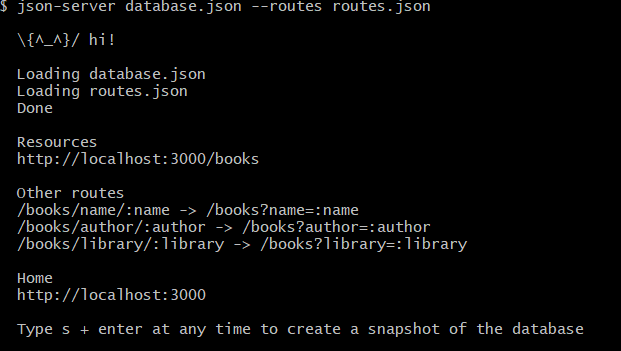 $ json-server database.json --routes routes.json
\{^_^}/ hi!
Loading database.json
Loading routes.json
Done
Resources
http://localhost:3000/books
Other routes
/books/name/:name -> /books?name=:name
/books/author/:author -> /books?author=:author
/books/library/:library -> /books?library=:library
Home
http://localhost:3000
Type s + enter at any time to create a snapshot of the database